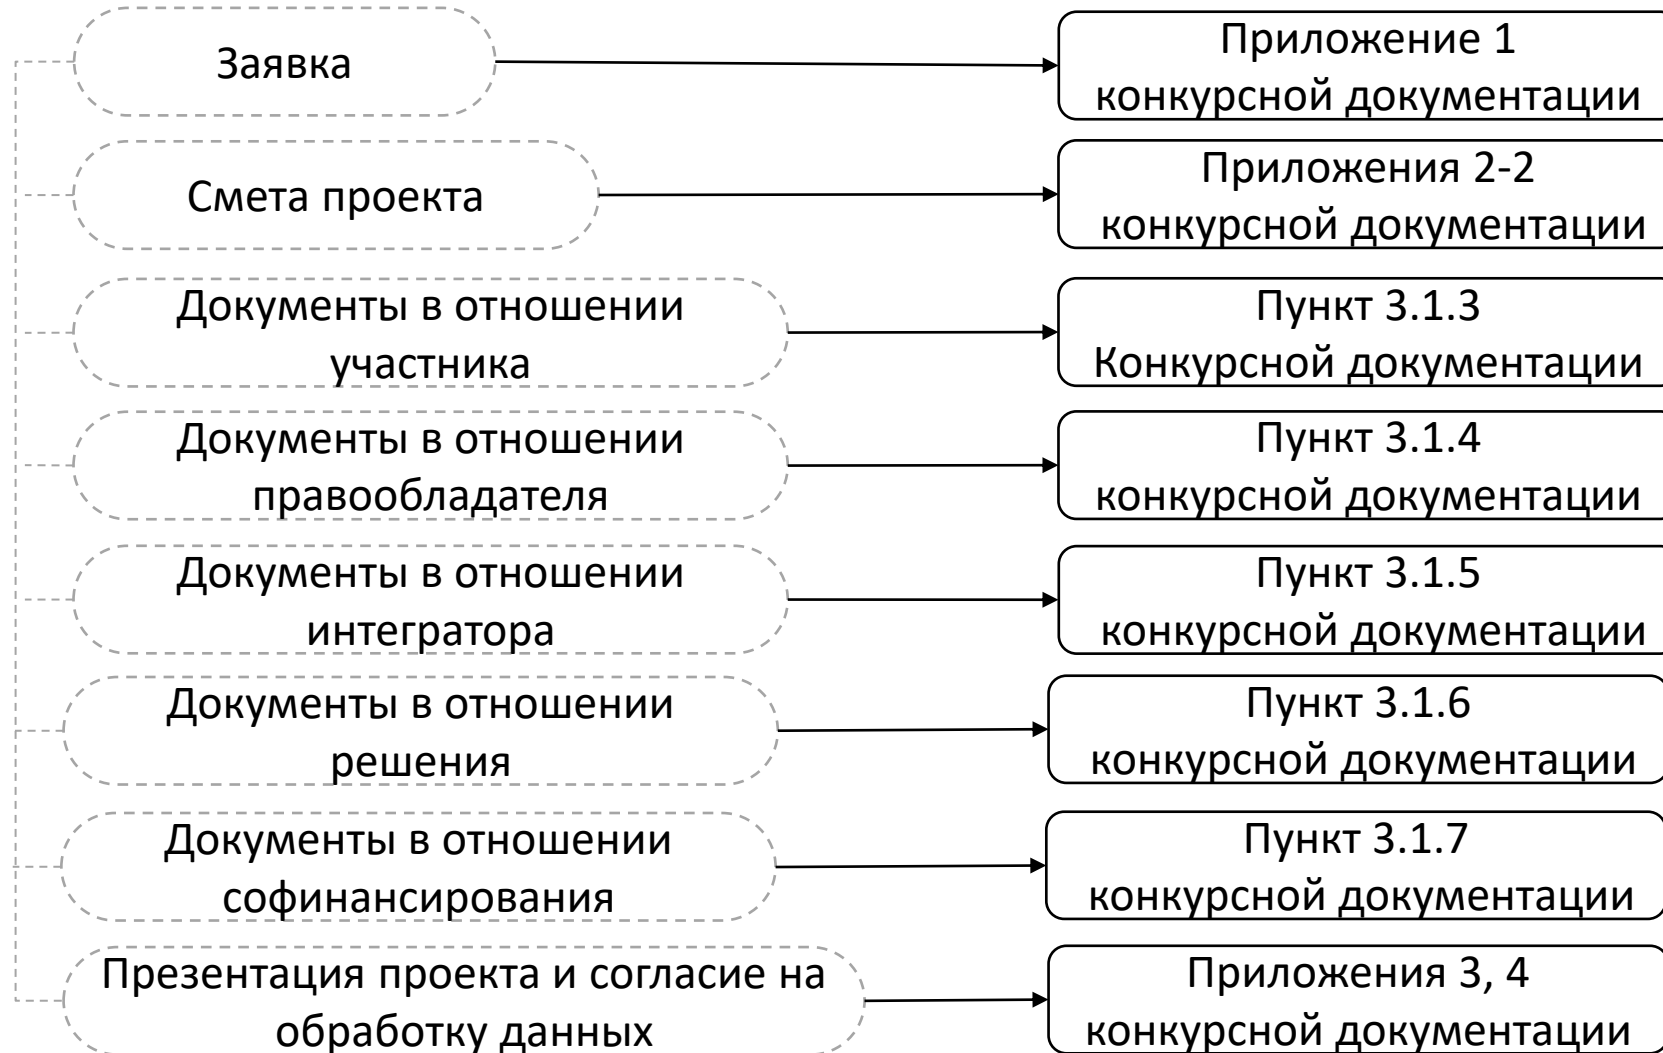 Заявка
Приложение 1
конкурсной документации
Смета проекта
Приложения 2-2
конкурсной документации
Документы в отношении
участника
Пункт 3.1.3
Конкурсной документации
Документы в отношении
правообладателя
Пункт 3.1.4
конкурсной документации
Документы в отношении
интегратора
Пункт 3.1.5
конкурсной документации
Документы в отношении
решения
Пункт 3.1.6
конкурсной документации
Документы в отношении
софинансирования
Пункт 3.1.7
конкурсной документации
Презентация проекта и согласие на
обработку данных
Приложения 3, 4
конкурсной документации